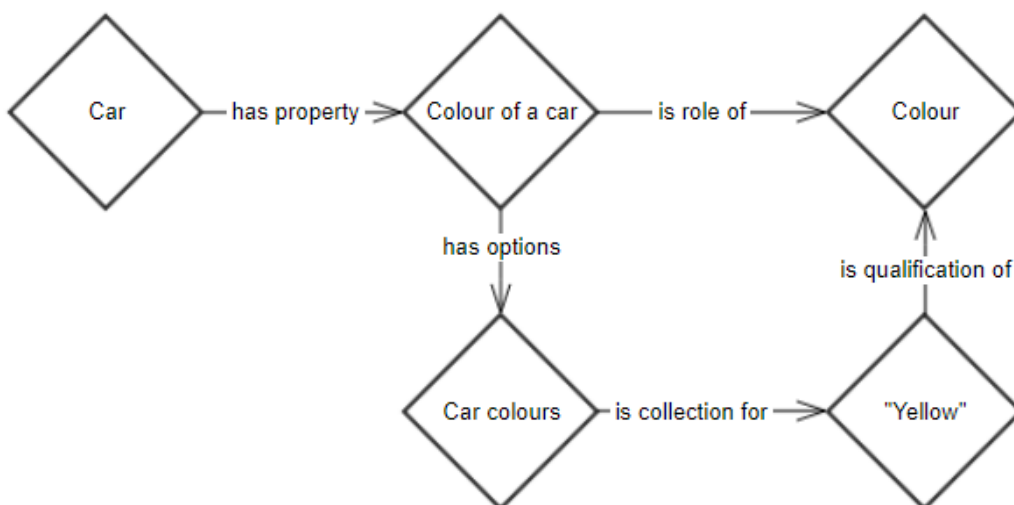 Car
has property
Colour of a car
is role of
Colour
has options
is qualification of
Car colours
is collection for
"Yellow"